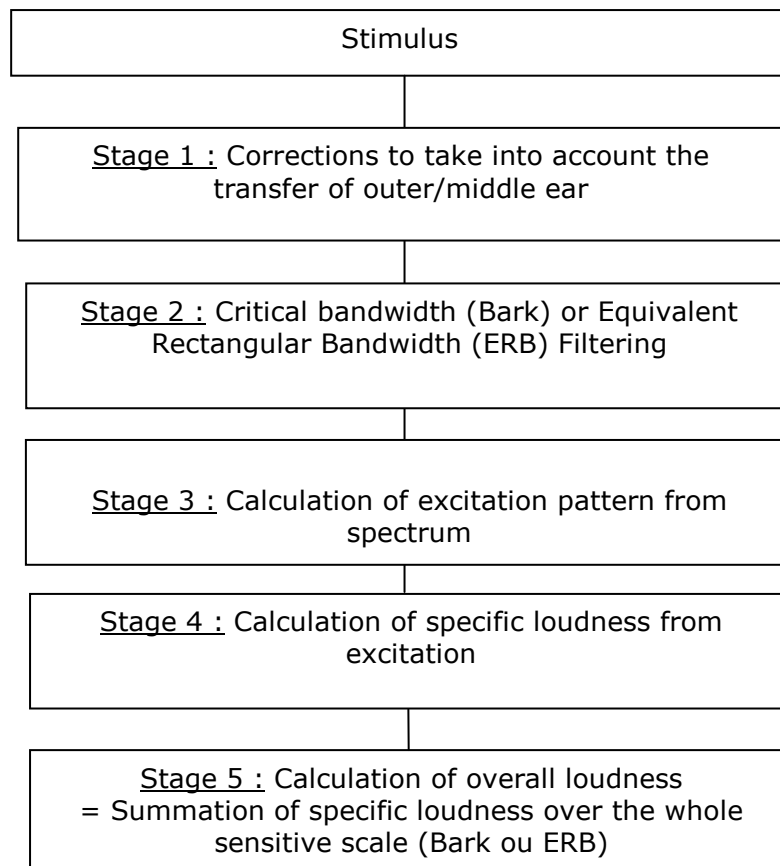 Stimulus
Stage 1 : Corrections to take into account the
transfer of outer/middle ear
Stage 2 : Critical bandwidth (Bark) or Equivalent
Rectangular Bandwidth (ERB) Filtering
Stage 3 : Calculation of excitation pattern from
spectrum
Stage 4 : Calculation of specific loudness from
excitation
Stage 5 : Calculation of overall loudness
= Summation of specific loudness over the whole
sensitive scale (Bark ou ERB)